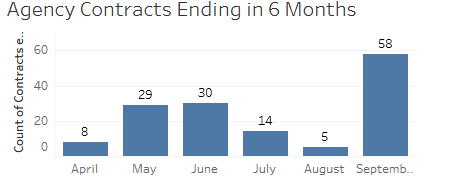 Agency Contracts Ending in 6 Months
Count of Contracts e..
60
40
20
0
8
29
30
14
5
58
April
May
June
July
August
Septemb..